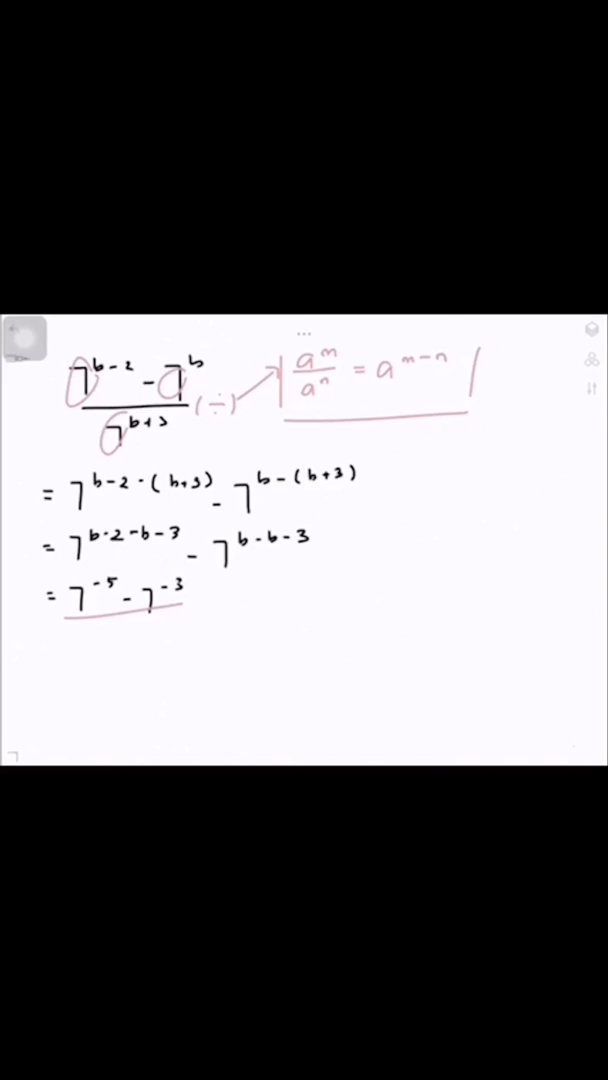 7^{b-2} - 7^{b}
7^{b+3} (÷)
a^{m}/a^{n} = a^{m-n}
= 7^{b-2-(b+3)} - 7^{b-(b+3)}
= 7^{b-2-b-3} - 7^{b-b-3}
= 7^{-5} - 7^{-3}